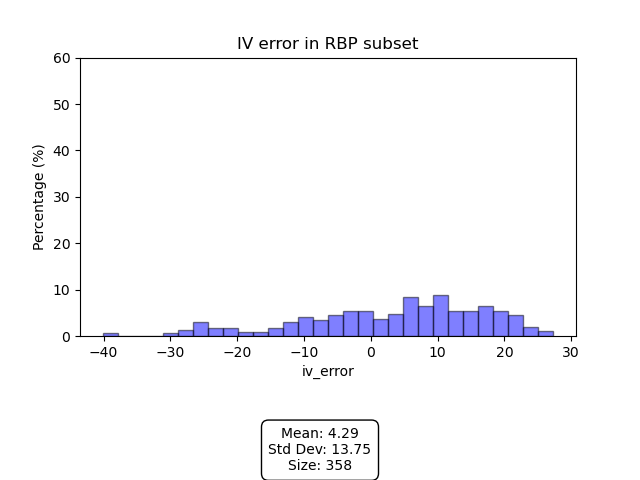 IV error in RBP subset
60
50
40
30
20
10
0
Percentage (%)
−40 −30 −20 −10 0 10 20 30
iv_error
Mean: 4.29
Std Dev: 13.75
Size: 358